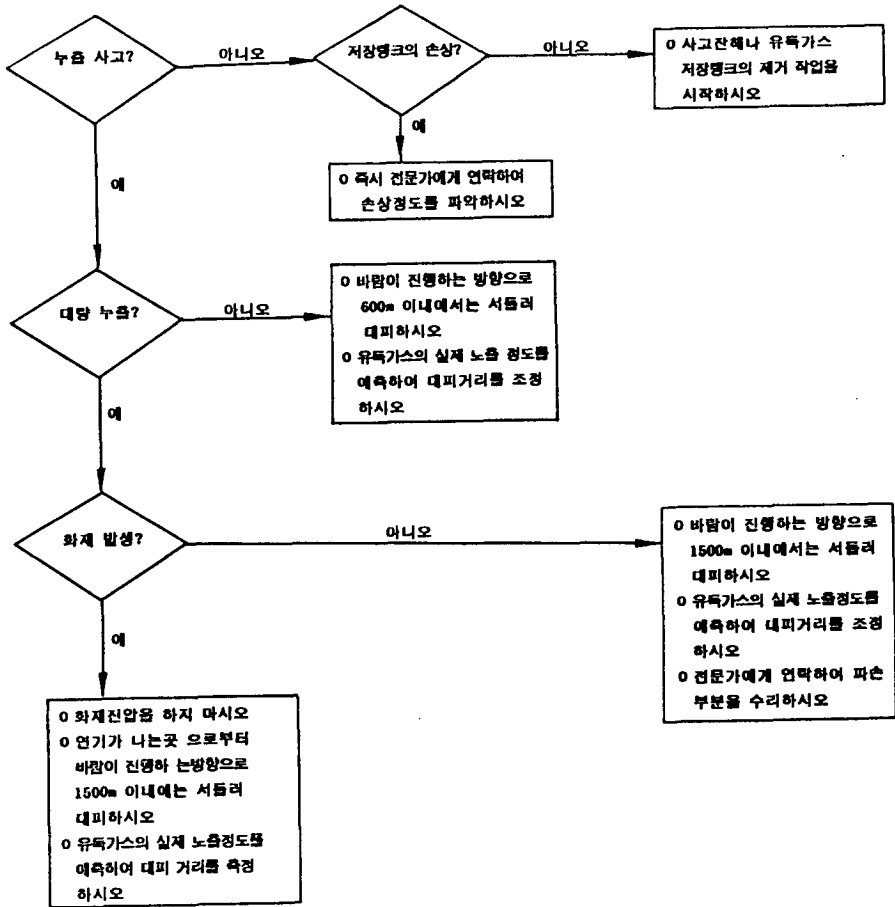 누출 사고?
아니오
저장탱크의 손상?
아니오
O 사고잔해나 유독가스
저장탱크의 제거 작업을
시작하시오
예
O 즉시 전문가에게 연락하여
손상정도를 파악하시오
예
대량 누출?
아니오
O 바람이 진행하는 방향으로
600m 이내에서는 서둘러
대피하시오
O 유독가스의 실제 노출 정도를
예측하여 대피거리를 조정
하시오
예
화재 발생?
아니오
O 바람이 진행하는 방향으로
1500m 이내에서는 서둘러
대피하시오
O 유독가스의 실제 노출정도를
예측하여 대피거리를 조정
하시오
O 전문가에게 연락하여 파손
부분을 수리하시오
예
O 화재진압을 하지 마시오
O 연기가 나는곳 으로부터
바람이 진행하 는방향으로
1500m 이내에는 서둘러
대피하시오
O 유독가스의 실제 노출정도를
예측하여 대피 거리를 측정
하시오